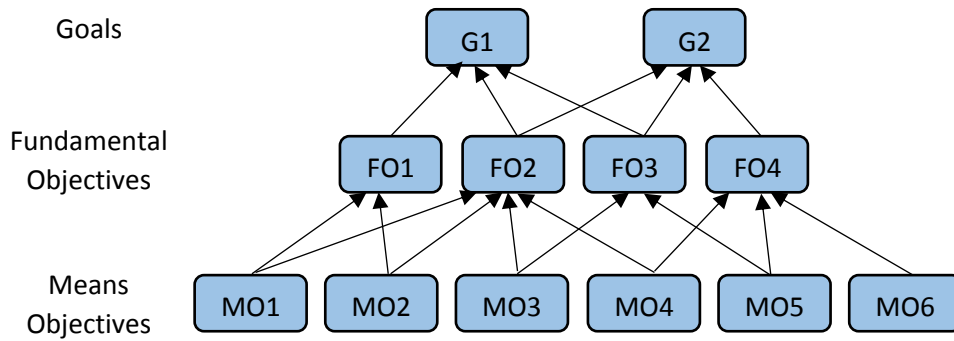 Goals
G1
G2
Fundamental
Objectives
FO1
FO2
FO3
FO4
Means
Objectives
MO1
MO2
MO3
MO4
MO5
MO6